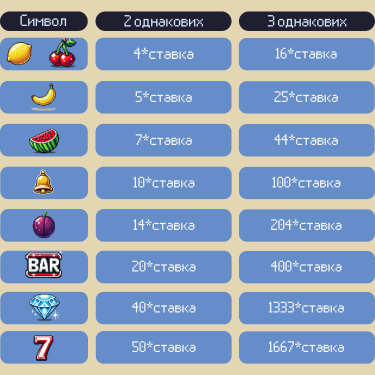 Символ 2 однакових 3 однакових
4*ставка 16*ставка
5*ставка 25*ставка
7*ставка 44*ставка
10*ставка 100*ставка
14*ставка 204*ставка
BAR 20*ставка 400*ставка
40*ставка 1333*ставка
7 50*ставка 1667*ставка